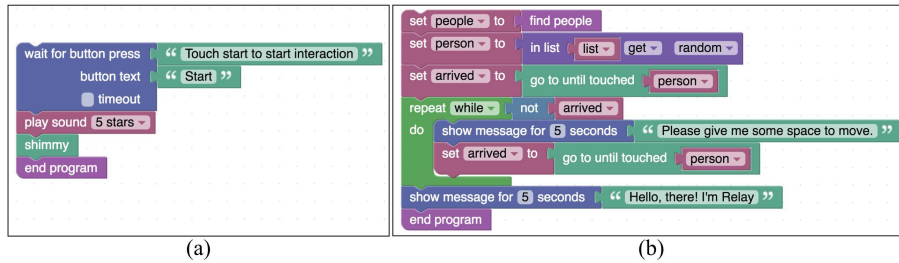 wait for button press “ Touch start to start interaction ”
button text “ Start ”
timeout
play sound 5 stars
shimmy
end program
(a)
set people to find people
set person to in list list get random
set arrived to go to until touched person
repeat while not arrived
do show message for 5 seconds “ Please give me some space to move. ”
set arrived to go to until touched person
show message for 5 seconds “ Hello, there! I'm Relay ”
end program
(b)